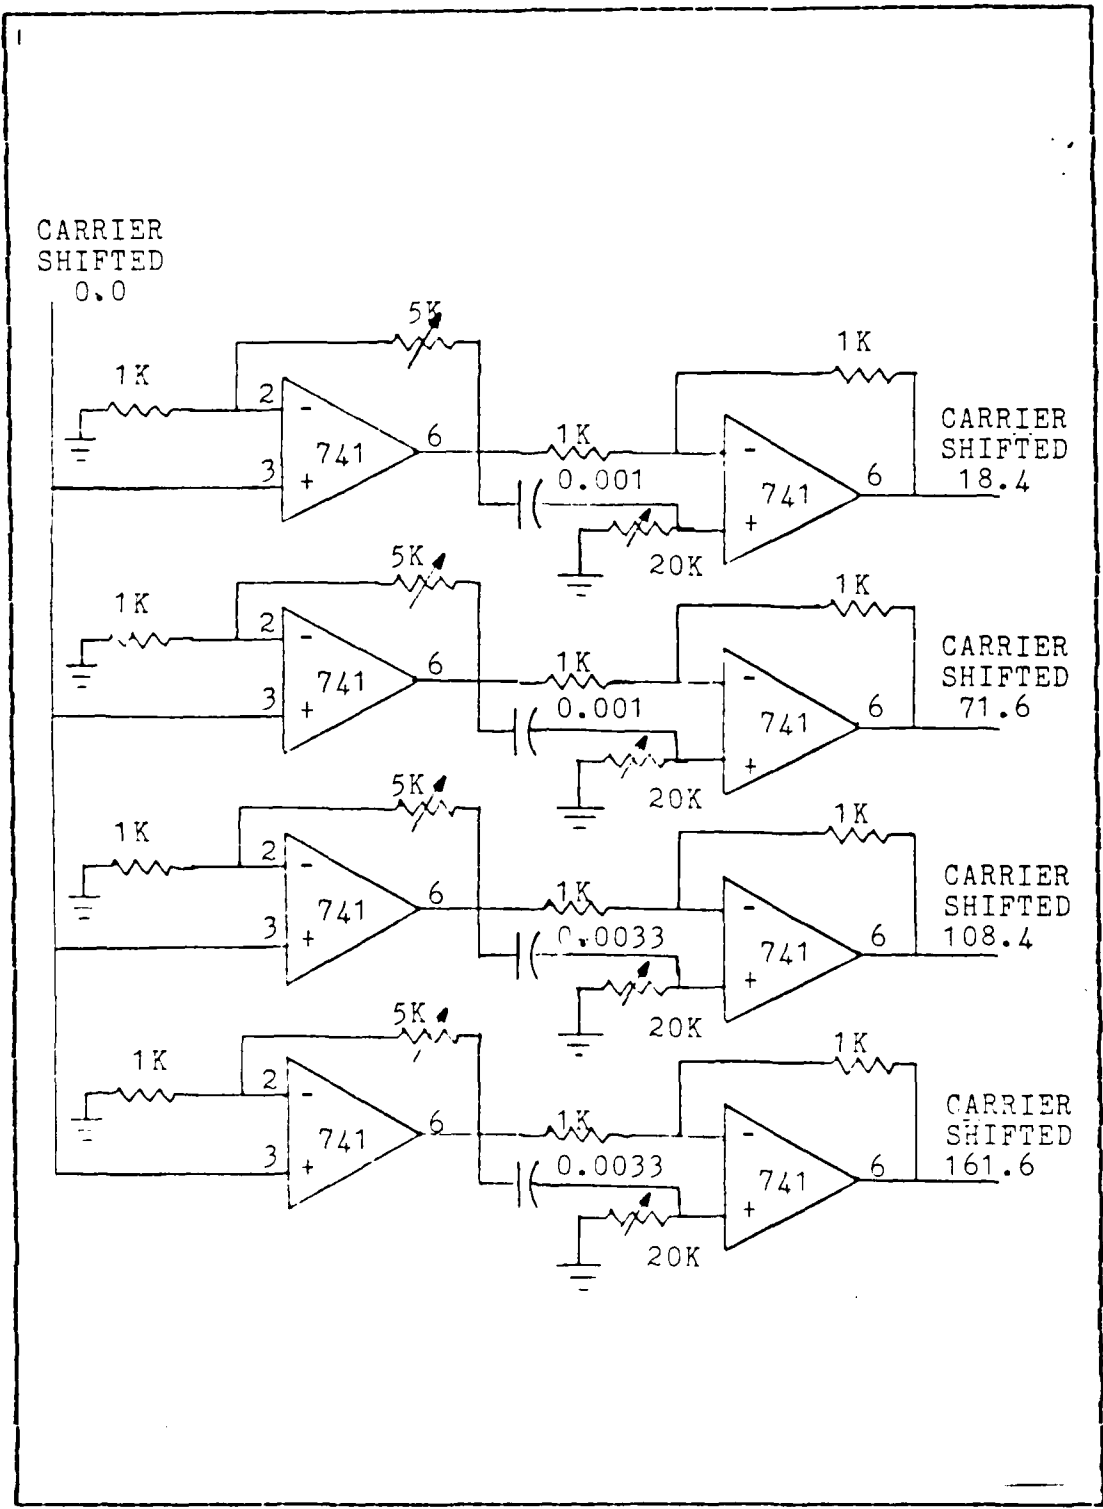 CARRIER
SHIFTED
0.0
5K
1K
1K
2
-
741
6
3
+
1K
0.001
-
741
6
+
20K
CARRIER
SHIFTED
18.4
5K
1K
1K
2
-
741
6
3
+
1K
0.001
-
741
6
+
20K
CARRIER
SHIFTED
71.6
5K
1K
1K
2
-
741
6
3
+
1K
0.0033
-
741
6
+
20K
CARRIER
SHIFTED
108.4
5K
1K
1K
2
-
741
6
3
+
1K
0.0033
-
741
6
+
20K
CARRIER
SHIFTED
161.6